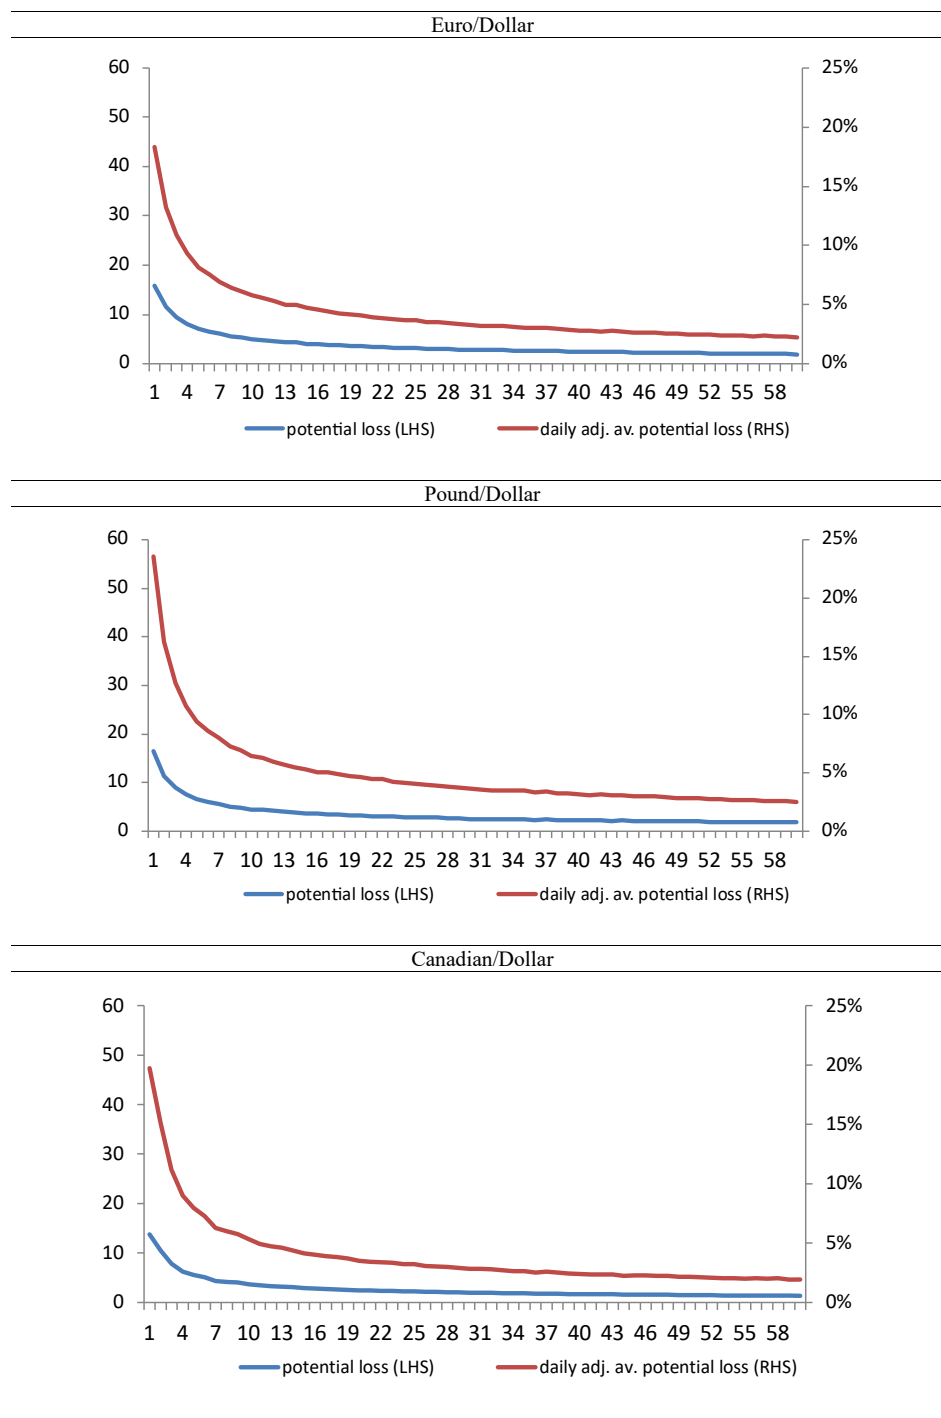 Euro/Dollar
60 25%
50 20%
40 15%
30
20 10%
10 5%
0 0%
1 4 7 10 13 16 19 22 25 28 31 34 37 40 43 46 49 52 55 58
potential loss (LHS) daily adj. av. potential loss (RHS)
Pound/Dollar
60 25%
50 20%
40 15%
30
20 10%
10 5%
0 0%
1 4 7 10 13 16 19 22 25 28 31 34 37 40 43 46 49 52 55 58
potential loss (LHS) daily adj. av. potential loss (RHS)
Canadian/Dollar
60 25%
50 20%
40 15%
30
20 10%
10 5%
0 0%
1 4 7 10 13 16 19 22 25 28 31 34 37 40 43 46 49 52 55 58
potential loss (LHS) daily adj. av. potential loss (RHS)